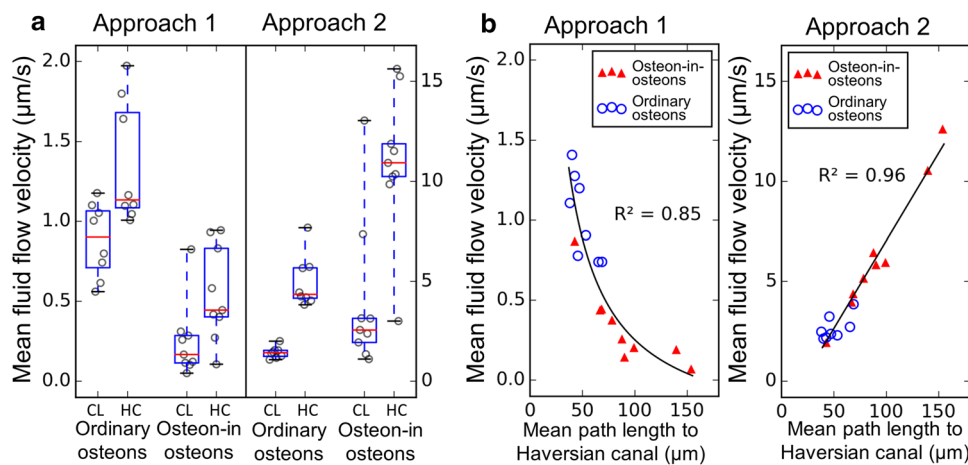 a
Approach 1
Approach 2
Mean fluid flow velocity (μm/s)
2.0
1.5
1.0
0.5
0.0
15
10
5
0
CL HC CL HC CL HC CL HC
Ordinary osteons
Osteon-in osteons
Ordinary osteons
Osteon-in osteons
b
Approach 1
Mean fluid flow velocity (μm/s)
2.0
1.5
1.0
0.5
0.0
Osteon-in-
osteons
Ordinary
osteons
R² = 0.85
0 50 100 150
Mean path length to
Haversian canal (μm)
Approach 2
Mean fluid flow velocity (μm/s)
15
10
5
0
Osteon-in-
osteons
Ordinary
osteons
R² = 0.96
0 50 100 150
Mean path length to
Haversian canal (μm)